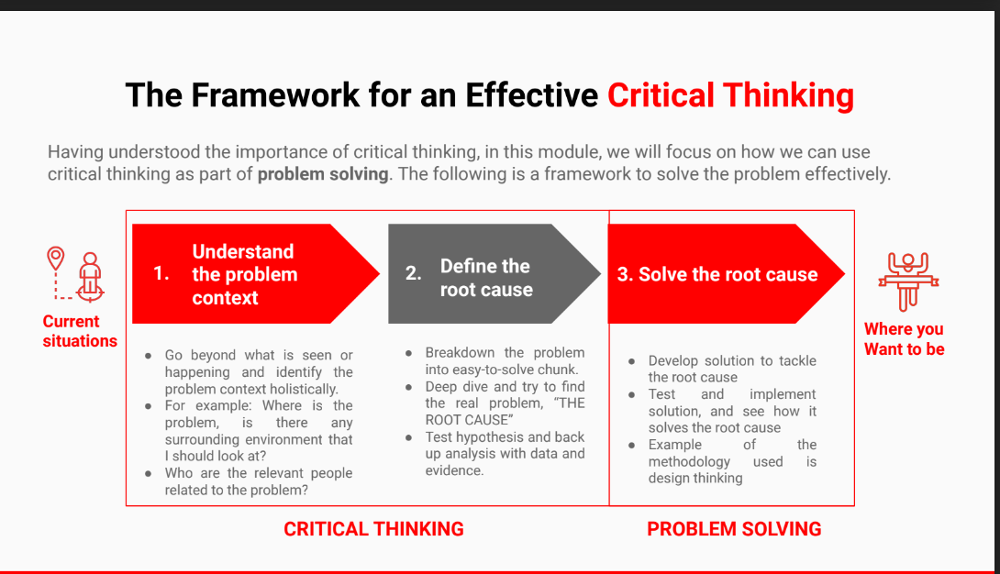 The Framework for an Effective Critical Thinking
Having understood the importance of critical thinking, in this module, we will focus on how we can use
critical thinking as part of problem solving. The following is a framework to solve the problem effectively.
Current
situations
1.
Understand
the problem
context
● Go beyond what is seen or
happening and identify the
problem context holistically.
● For example: Where is the
problem, is there any
surrounding environment that
I should look at?
● Who are the relevant people
related to the problem?
2.
Define the
root cause
● Breakdown the problem
into easy-to-solve chunk.
● Deep dive and try to find
the real problem, “THE
ROOT CAUSE”
● Test hypothesis and back
up analysis with data and
evidence.
3. Solve the root cause
● Develop solution to tackle
the root cause
● Test and implement
solution, and see how it
solves the root cause
● Example of the
methodology used is
design thinking
Where you
Want to be
CRITICAL THINKING
PROBLEM SOLVING